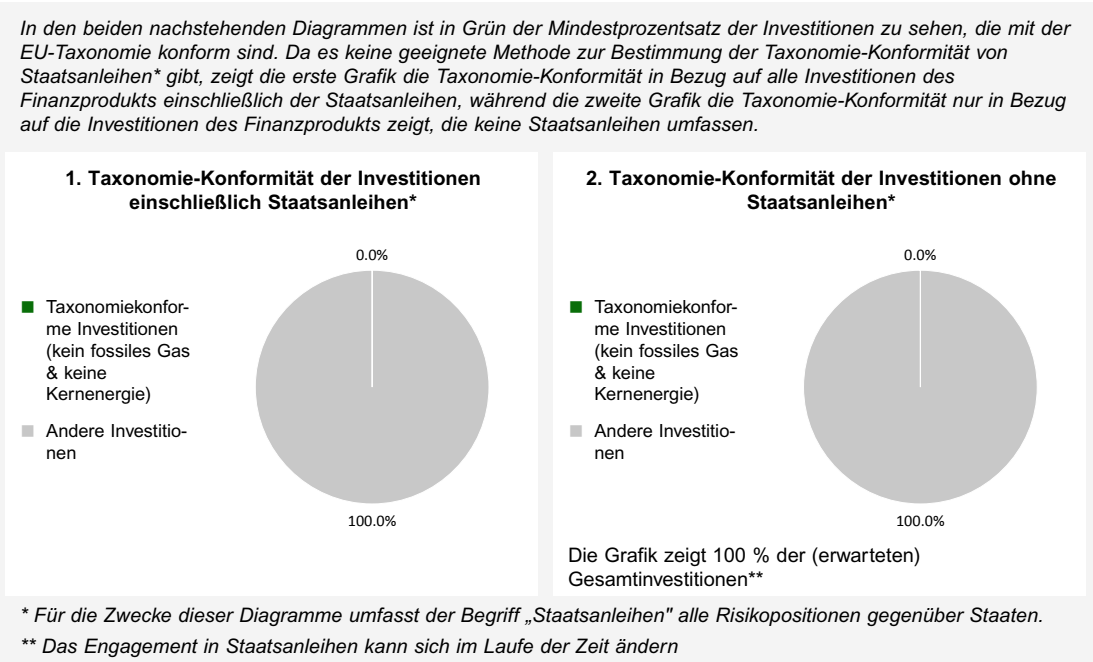 In den beiden nachstehenden Diagrammen ist in Grün der Mindestprozentsatz der Investitionen zu sehen, die mit der
EU-Taxonomie konform sind. Da es keine geeignete Methode zur Bestimmung der Taxonomie-Konformität von
Staatsanleihen* gibt, zeigt die erste Grafik die Taxonomie-Konformität in Bezug auf alle Investitionen des
Finanzprodukts einschließlich der Staatsanleihen, während die zweite Grafik die Taxonomie-Konformität nur in Bezug
auf die Investitionen des Finanzprodukts zeigt, die keine Staatsanleihen umfassen.
1. Taxonomie-Konformität der Investitionen
einschließlich Staatsanleihen*
0.0%
Taxonomiekonfor-
me Investitionen
(kein fossiles Gas
& keine
Kernenergie)
Andere Investitio-
nen
100.0%
2. Taxonomie-Konformität der Investitionen ohne
Staatsanleihen*
0.0%
Taxonomiekonfor-
me Investitionen
(kein fossiles Gas
& keine
Kernenergie)
Andere Investitio-
nen
100.0%
Die Grafik zeigt 100 % der (erwarteten)
Gesamtinvestitionen**
* Für die Zwecke dieser Diagramme umfasst der Begriff „Staatsanleihen" alle Risikopositionen gegenüber Staaten.
** Das Engagement in Staatsanleihen kann sich im Laufe der Zeit ändern